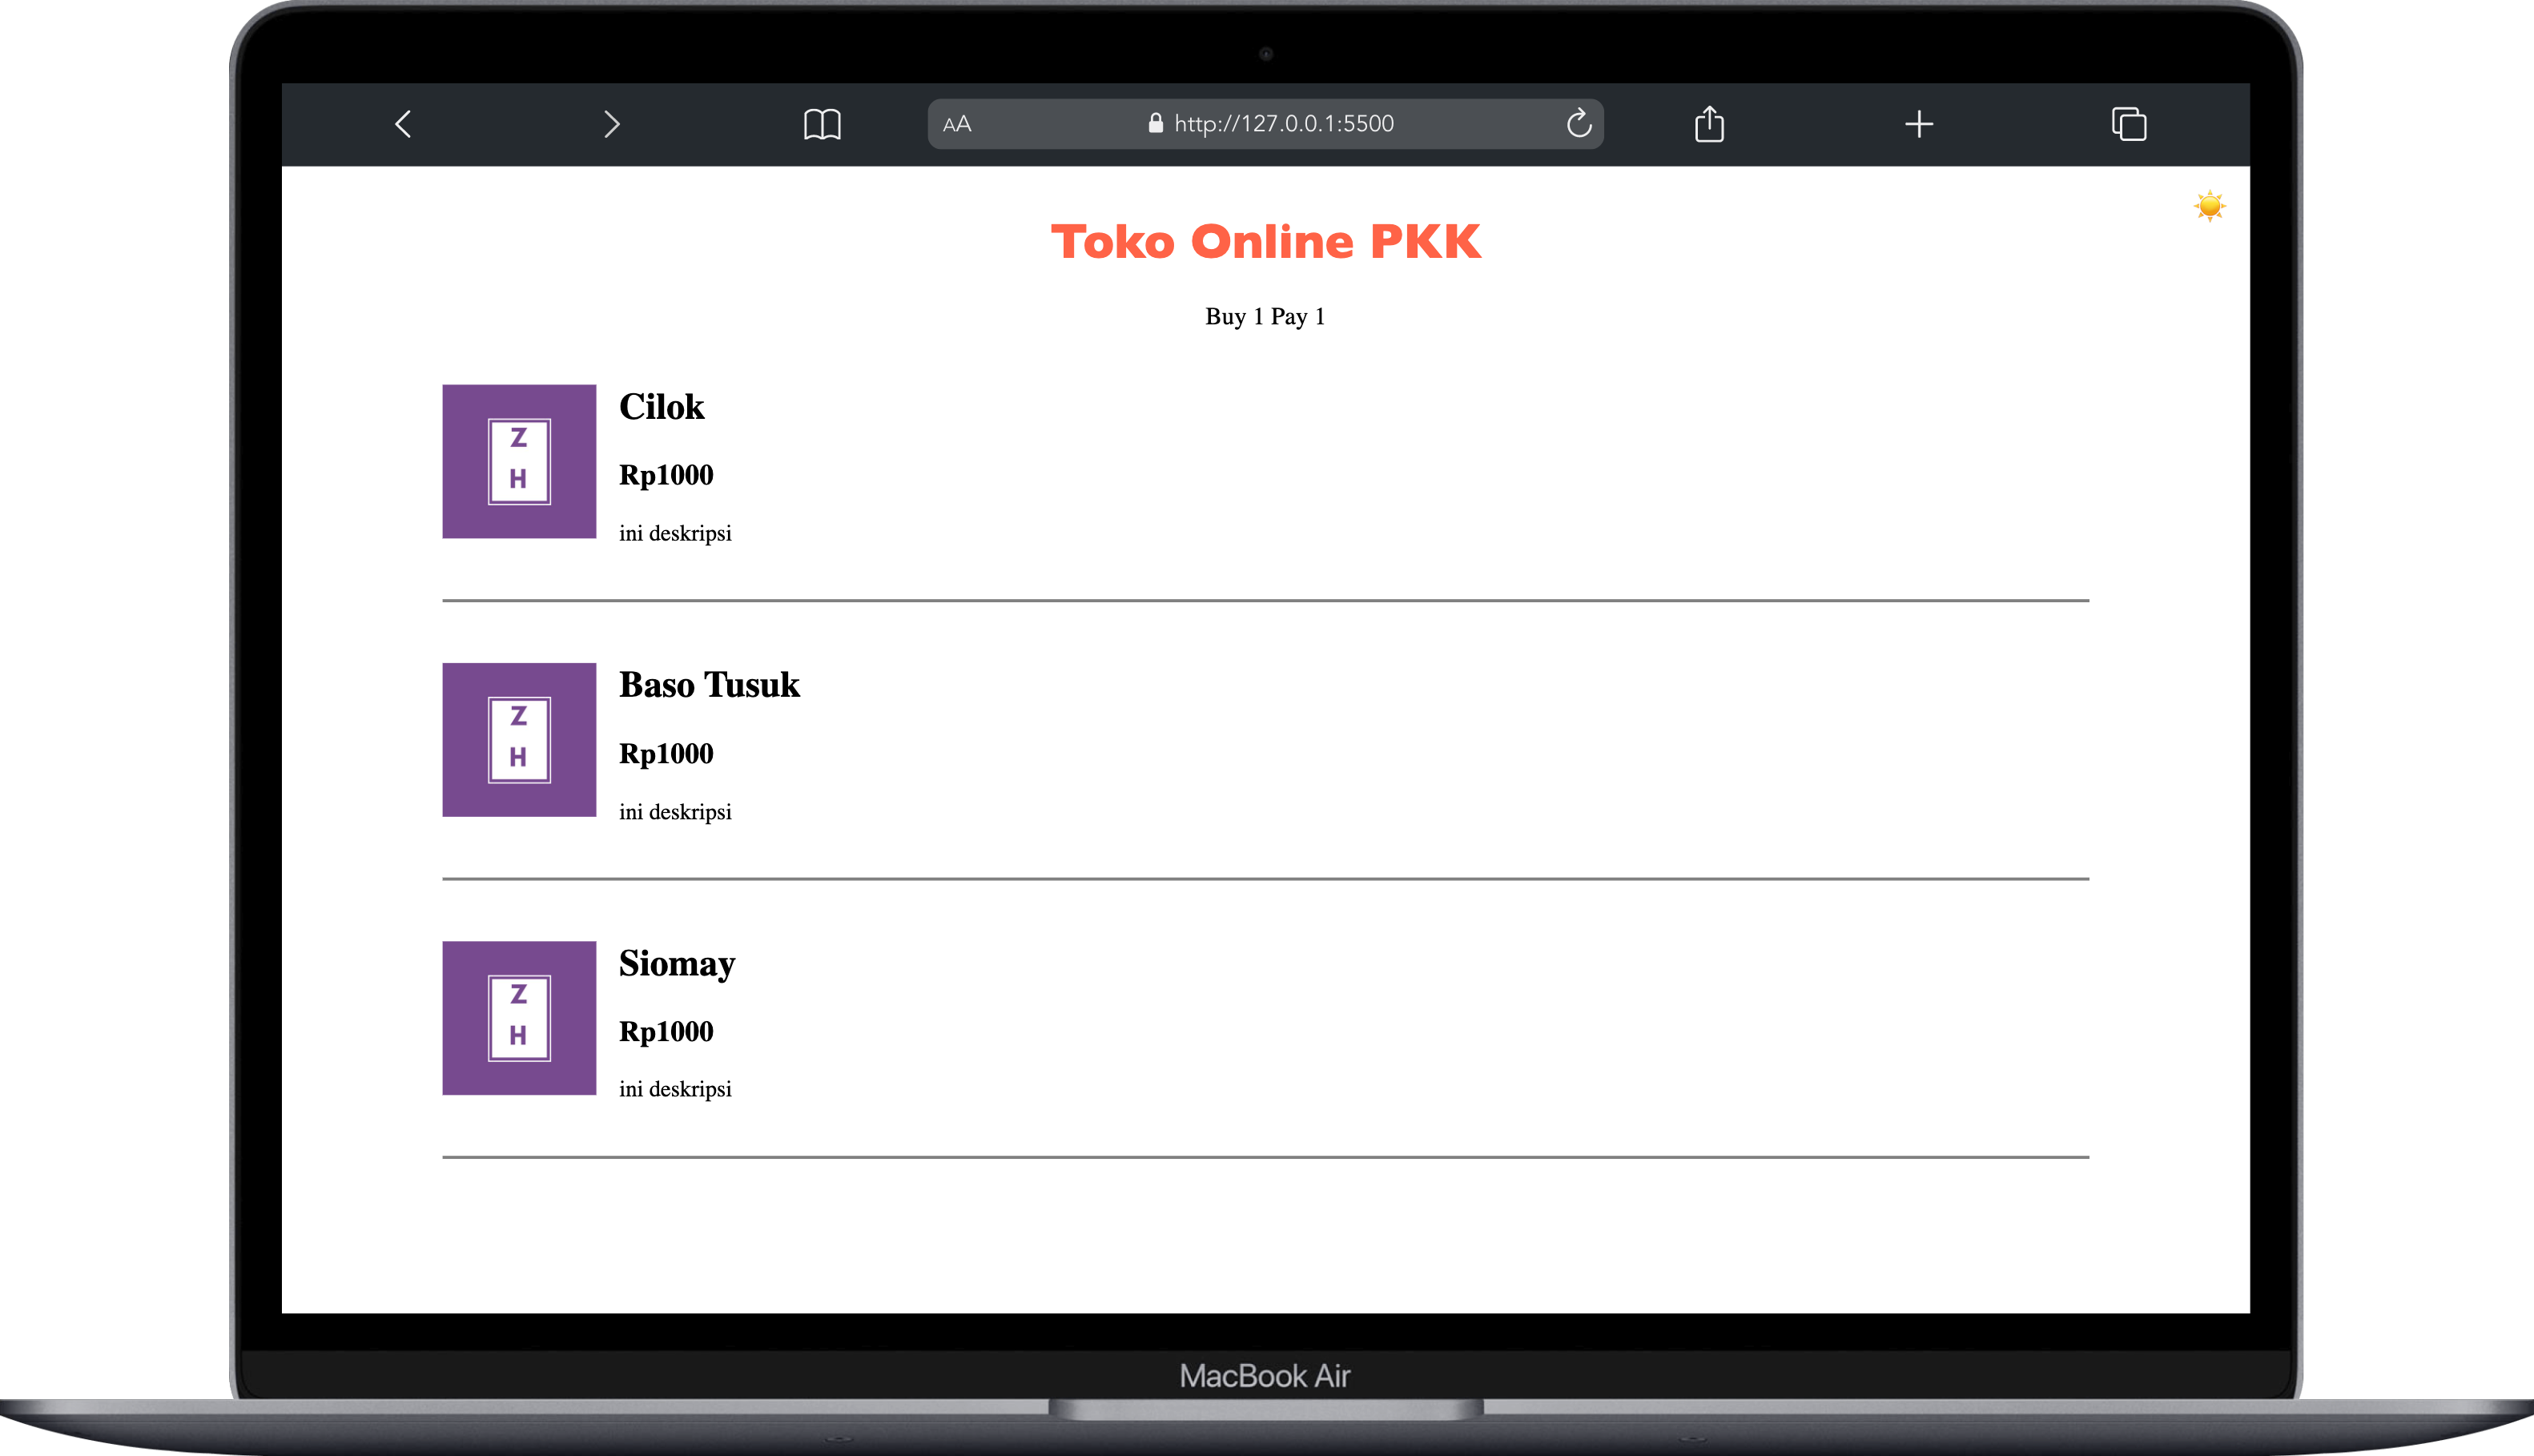 AA http://127.0.0.1:5500
Toko Online PKK
Buy 1 Pay 1
Z
H
Cilok
Rp1000
ini deskripsi
Z
H
Baso Tusuk
Rp1000
ini deskripsi
Z
H
Siomay
Rp1000
ini deskripsi
MacBook Air